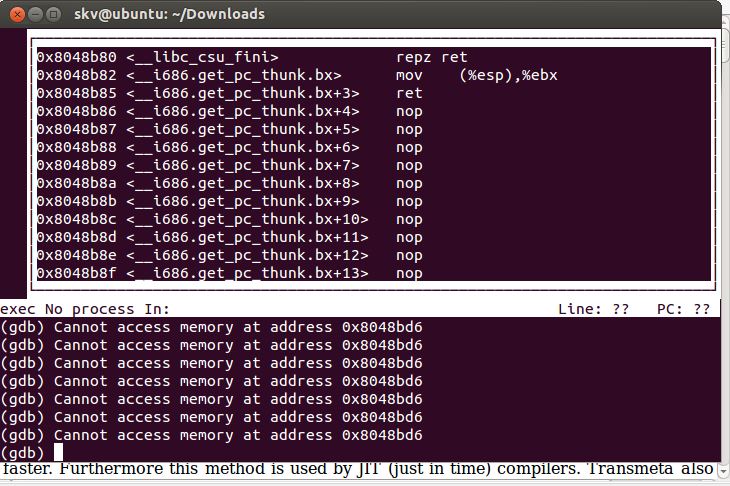 skv@ubuntu: ~/Downloads
0x8048b80 <__libc_csu_fini> repz ret
0x8048b82 <__i686.get_pc_thunk.bx> mov (%esp),%ebx
0x8048b85 <__i686.get_pc_thunk.bx+3> ret
0x8048b86 <__i686.get_pc_thunk.bx+4> nop
0x8048b87 <__i686.get_pc_thunk.bx+5> nop
0x8048b88 <__i686.get_pc_thunk.bx+6> nop
0x8048b89 <__i686.get_pc_thunk.bx+7> nop
0x8048b8a <__i686.get_pc_thunk.bx+8> nop
0x8048b8b <__i686.get_pc_thunk.bx+9> nop
0x8048b8c <__i686.get_pc_thunk.bx+10> nop
0x8048b8d <__i686.get_pc_thunk.bx+11> nop
0x8048b8e <__i686.get_pc_thunk.bx+12> nop
0x8048b8f <__i686.get_pc_thunk.bx+13> nop
exec No process In: Line: ?? PC: ??
(gdb) Cannot access memory at address 0x8048bd6
(gdb) Cannot access memory at address 0x8048bd6
(gdb) Cannot access memory at address 0x8048bd6
(gdb) Cannot access memory at address 0x8048bd6
(gdb) Cannot access memory at address 0x8048bd6
(gdb) Cannot access memory at address 0x8048bd6
(gdb) Cannot access memory at address 0x8048bd6
(gdb)
faster. Furthermore this method is used by JIT (just in time) compilers. Transmeta also